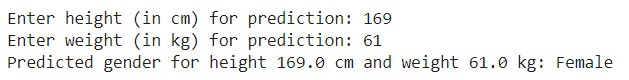 Enter height (in cm) for prediction: 169
Enter weight (in kg) for prediction: 61
Predicted gender for height 169.0 cm and weight 61.0 kg: Female